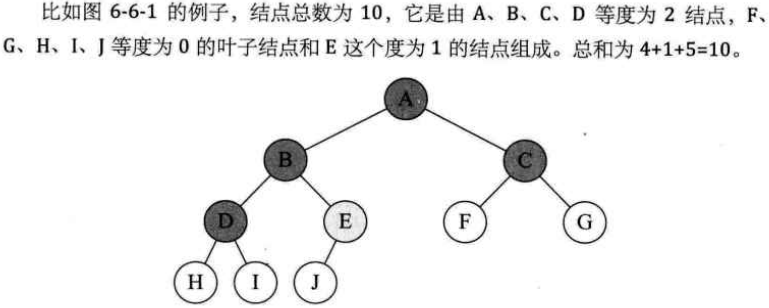 比如图 6-6-1 的例子，结点总数为 10，它是由 A、B、C、D 等度为 2 结点，F、
G、H、I、J 等度为 0 的叶子结点和 E 这个度为 1 的结点组成。总和为 4+1+5=10。
A
B
C
D
E
F
G
H
I
J